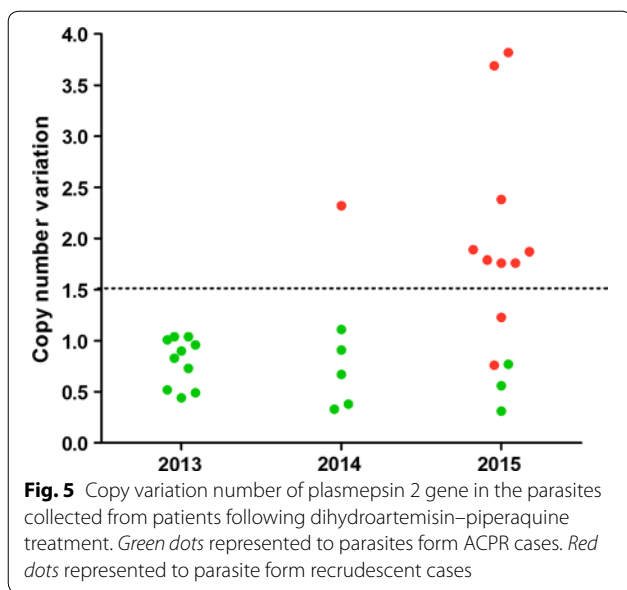 4.0
3.5
3.0
2.5
2.0
1.5
1.0
0.5
0.0
Copy number variation
2013 2014 2015
Fig. 5 Copy variation number of plasmepsin 2 gene in the parasites
collected from patients following dihydroartemisin–piperaquine
treatment. Green dots represented to parasites form ACPR cases. Red
dots represented to parasite form recrudescent cases